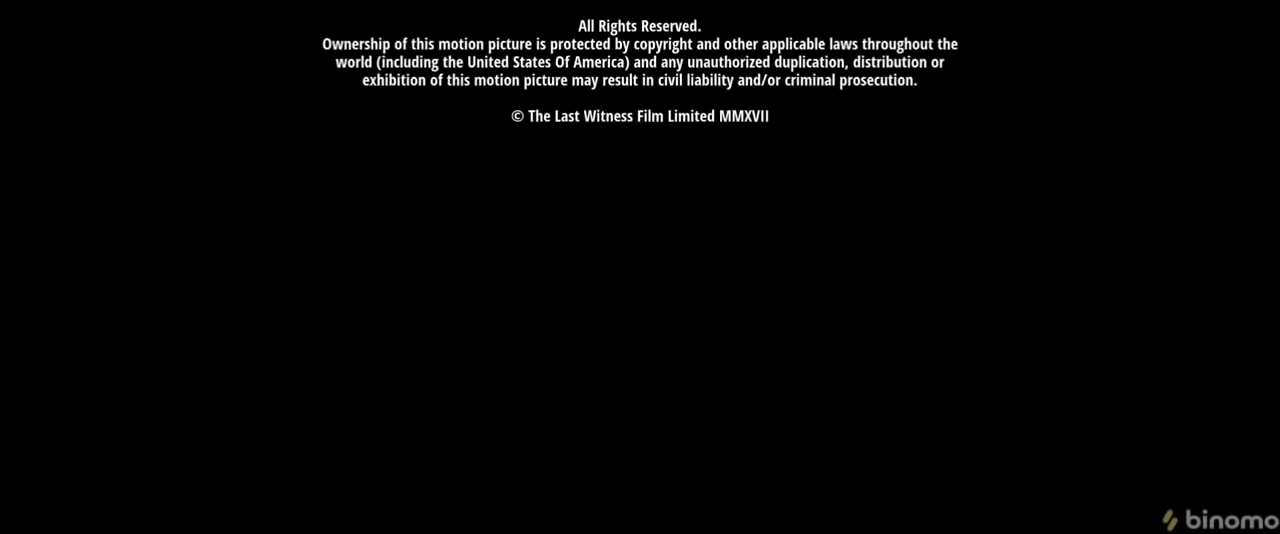 All Rights Reserved.
Ownership of this motion picture is protected by copyright and other applicable laws throughout the
world (including the United States Of America) and any unauthorized duplication, distribution or
exhibition of this motion picture may result in civil liability and/or criminal prosecution.
© The Last Witness Film Limited MMXVII
binomo